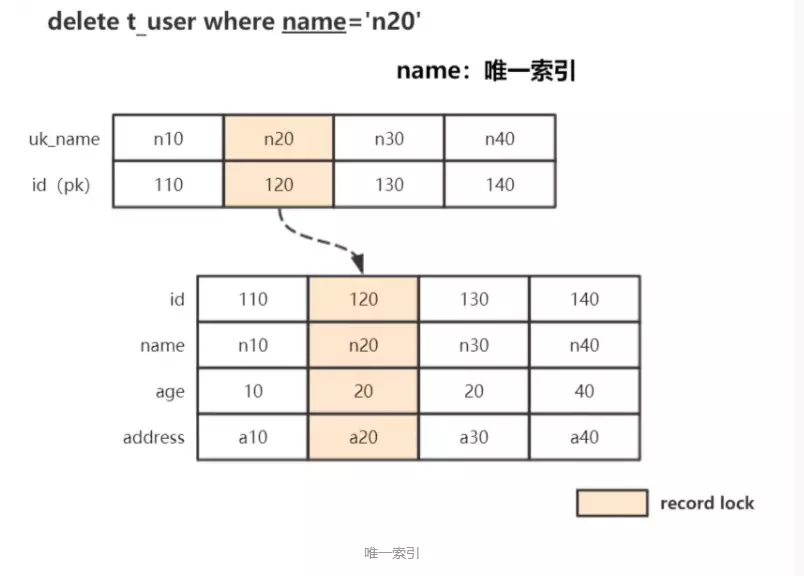 delete t_user where name='n20'
name：唯一索引
uk_name n10 n20 n30 n40
id（pk） 110 120 130 140
id 110 120 130 140
name n10 n20 n30 n40
age 10 20 20 40
address a10 a20 a30 a40
record lock
唯一索引